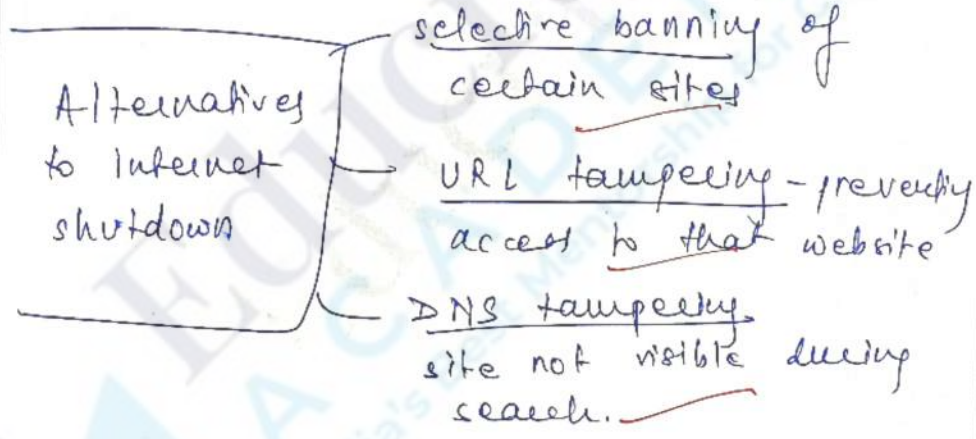 Alternatives
to Internet
shutdown
selective banning of
certain sites
URL tampering - preventing
access to that website
DNS tampering
site not visible during
search.